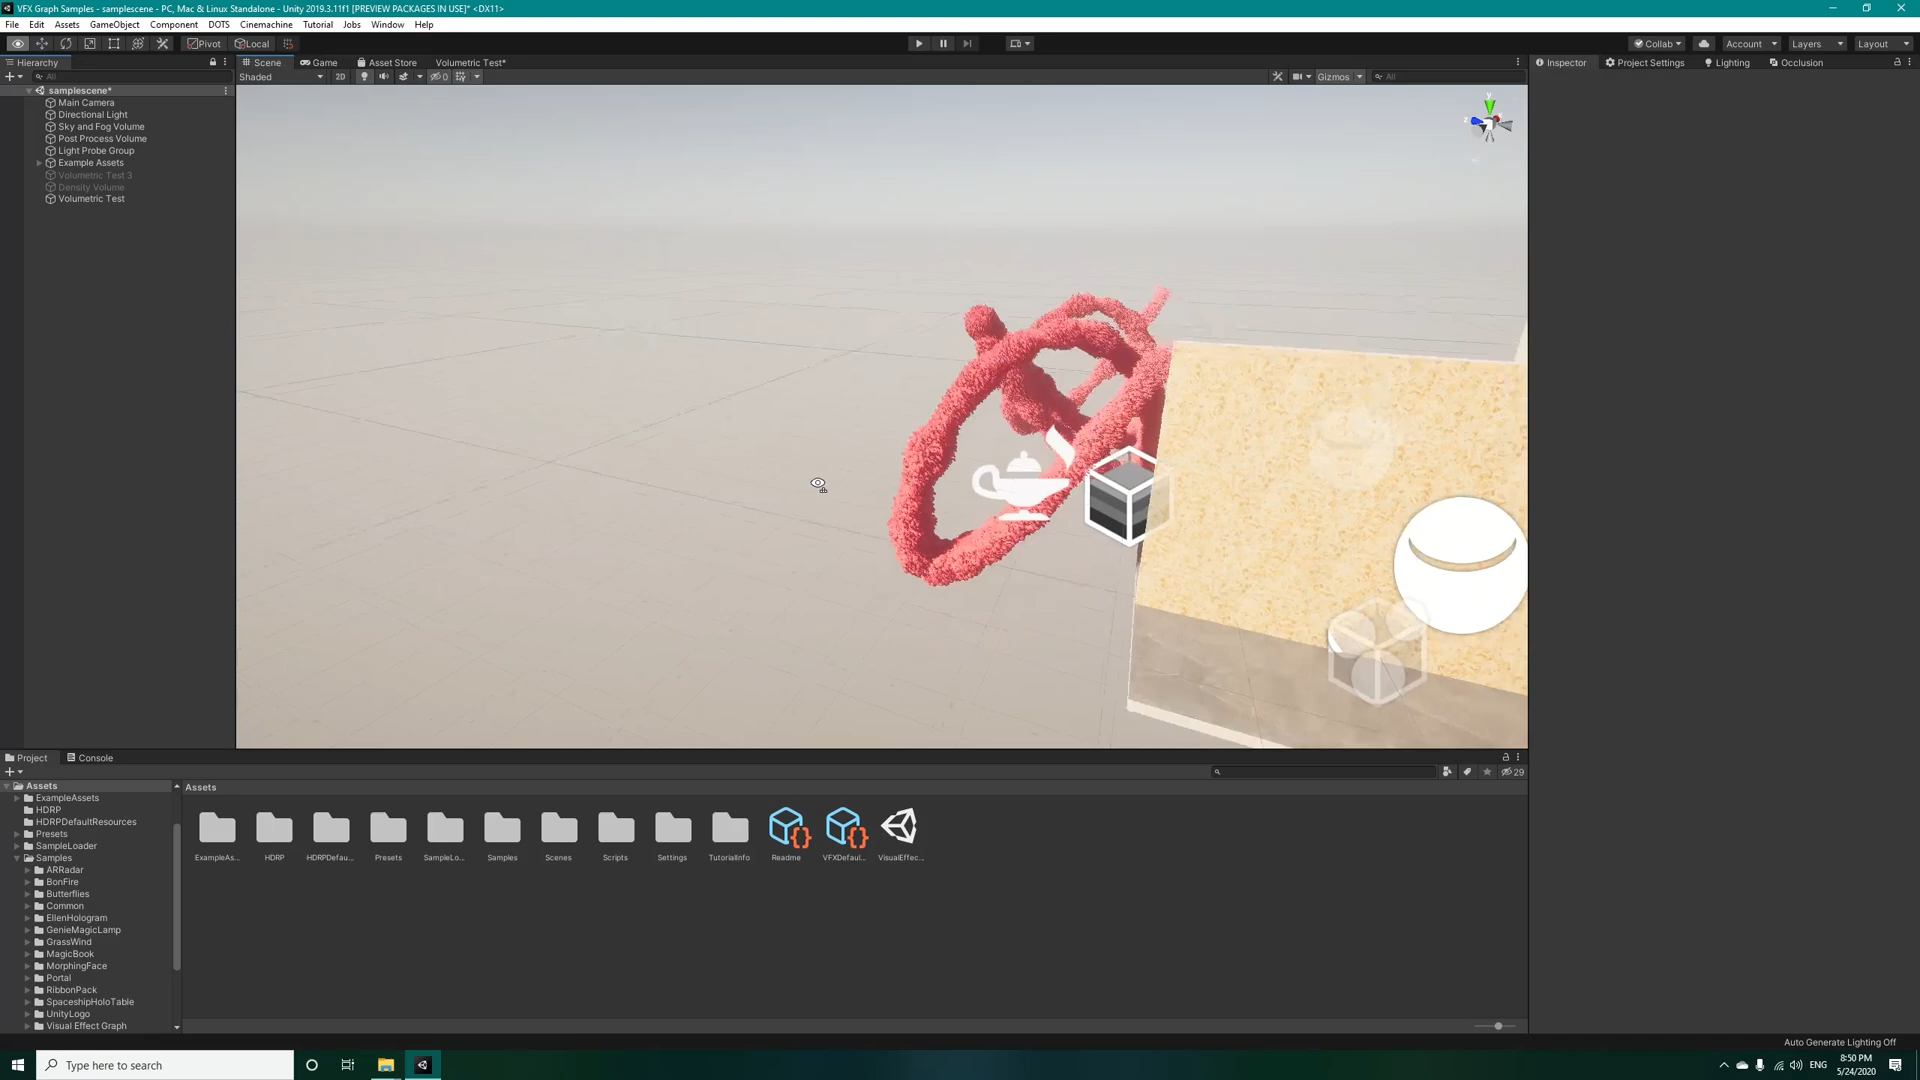 VFX Graph Samples - samplescene - PC, Mac & Linux Standalone - Unity 2019.3.11f1 [PREVIEW PACKAGES IN USE]* <DX11>
File Edit Assets GameObject Component DOTS Cinemachine Tutorial Jobs Window Help
Pivot Local Collab Account Layers Layout
Hierarchy Scene Game Asset Store Volumetric Test* Inspector Project Settings Lighting Occlusion
All Shaded 2D 0 Gizmos All
samplescene*
Main Camera
Directional Light
Sky and Fog Volume
Post Process Volume
Light Probe Group
Example Assets
Volumetric Test 3
Density Volume
Volumetric Test
y
z
Project Console
29
Assets
Assets
ExampleAssets
HDRP
HDRPDefaultResources
Presets
SampleLoader
Samples
ARRadar
BonFire
Butterflies
Common
EllenHologram
GenieMagicLamp
GrassWind
MagicBook
MorphingFace
Portal
RibbonPack
SpaceshipHoloTable
UnityLogo
Visual Effect Graph
ExampleAs... HDRP HDRPDefau... Presets SampleLo... Samples Scenes Scripts Settings TutorialInfo Readme VFXDefaul... VisualEffec...
Auto Generate Lighting Off
Type here to search
ENG
8:50 PM
5/24/2020